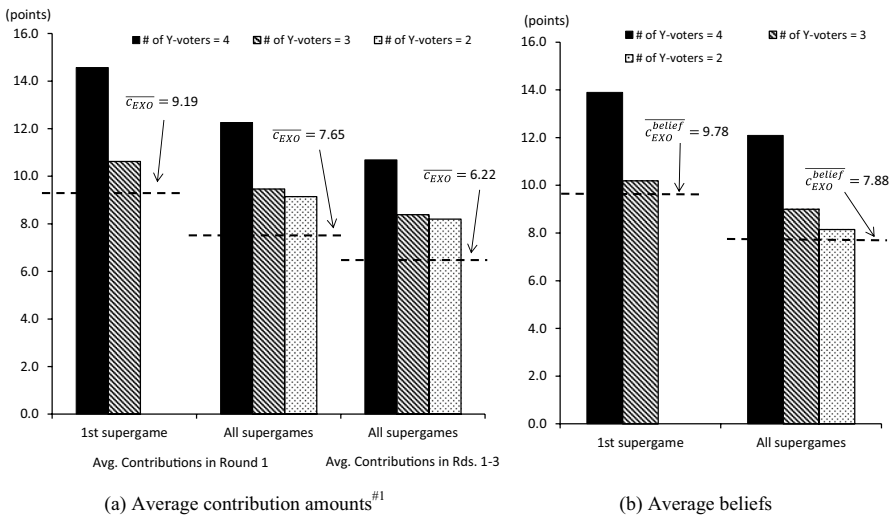 (points)
16.0
14.0
12.0
10.0
8.0
6.0
4.0
2.0
0.0
# of Y-voters = 4 # of Y-voters = 3 # of Y-voters = 2
c_EXO = 9.19
c_EXO = 7.65
c_EXO = 6.22
1st supergame All supergames All supergames
Avg. Contributions in Round 1 Avg. Contributions in Rds. 1-3
(a) Average contribution amounts#1
(points)
16.0
14.0
12.0
10.0
8.0
6.0
4.0
2.0
0.0
# of Y-voters = 4 # of Y-voters = 3
# of Y-voters = 2
c_EXO^belief = 9.78
c_EXO^belief = 7.88
1st supergame All supergames
(b) Average beliefs